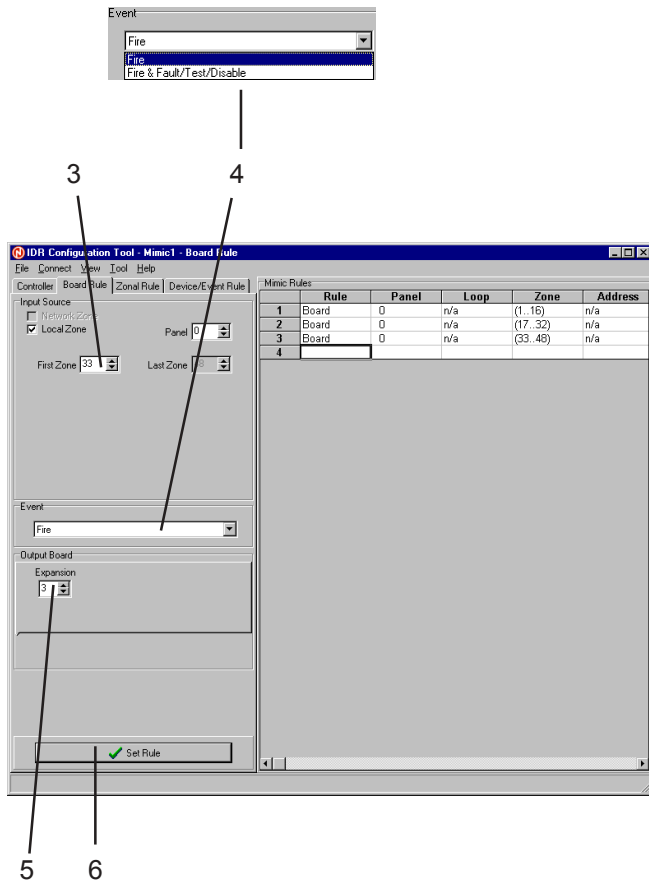 Event
Fire
Fire
Fire & Fault/Test/Disable
3
4
IDR Configuration Tool - Mimic1 - Board Rule
File Connect View Tool Help
Controller Board Rule Zonal Rule Device/Event Rule
Input Source
Network Zone
Local Zone
Panel 0
First Zone 33
Last Zone
Event
Fire
Output Board
Expansion
3
Set Rule
Mimic Rules
Rule Panel Loop Zone Address
1 Board 0 n/a (1..16) n/a
2 Board 0 n/a (17..32) n/a
3 Board 0 n/a (33..48) n/a
4
5
6